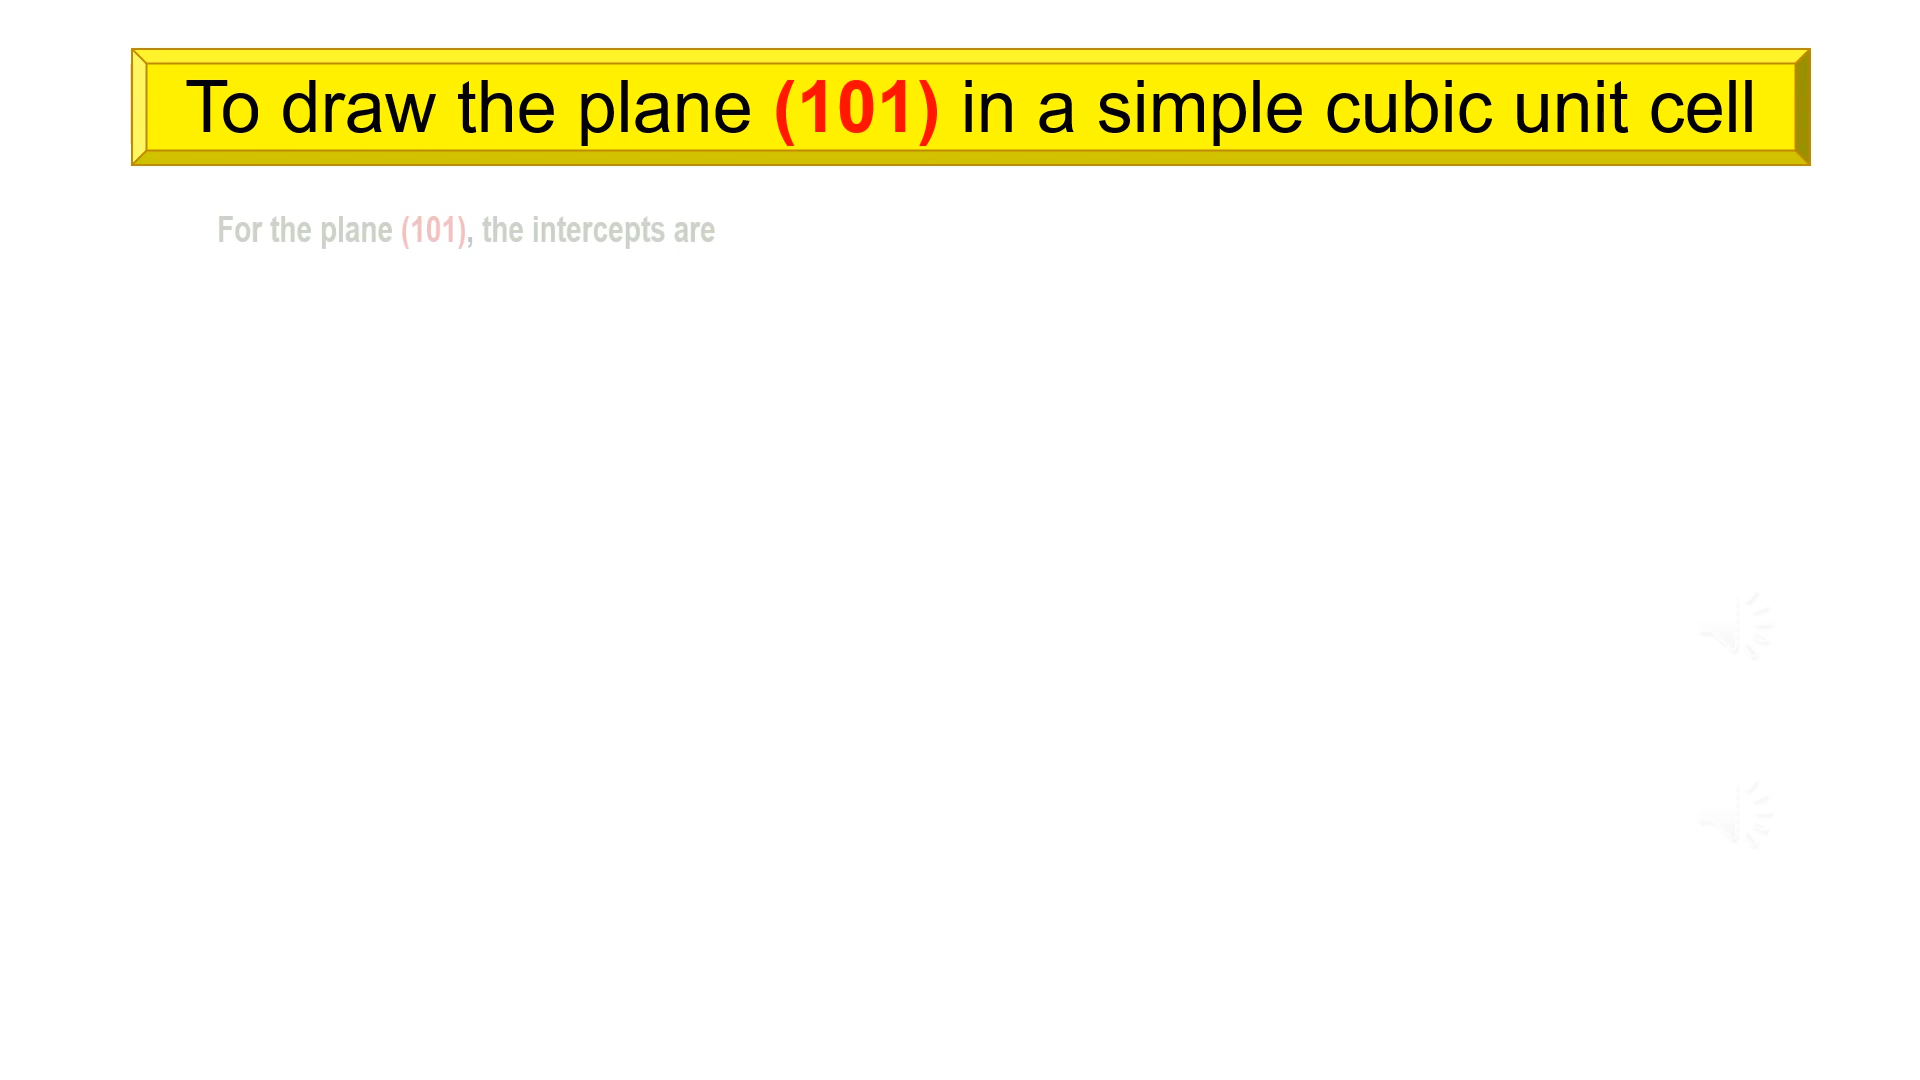 To draw the plane (101) in a simple cubic unit cell
For the plane (101), the intercepts are